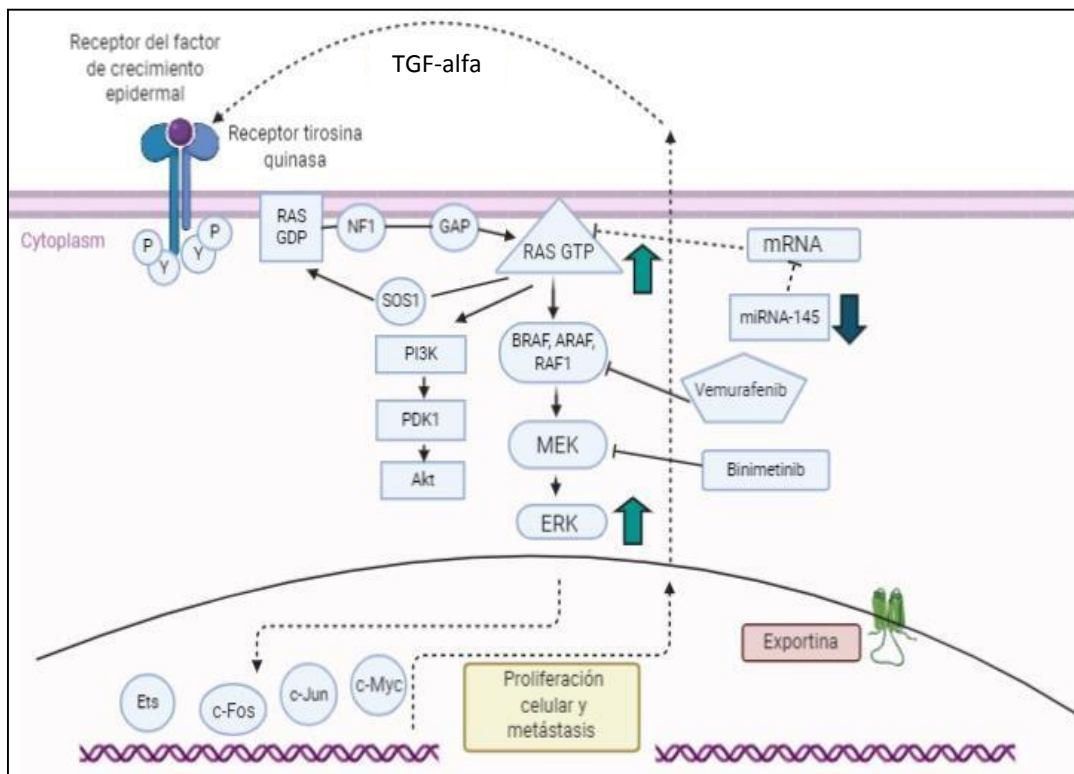 Receptor del factor
de crecimiento
epidermal
TGF-alfa
Receptor tirosina
quinasa
Cytoplasm
P
Y
Y
P
RAS
GDP
NF1
GAP
RAS GTP
mRNA
SOS1
miRNA-145
PI3K
BRAF, ARAF,
RAF1
Vemurafenib
PDK1
MEK
Binimetinib
Akt
ERK
Exportina
Ets
c-Fos
c-Jun
c-Myc
Proliferación
celular y
metástasis